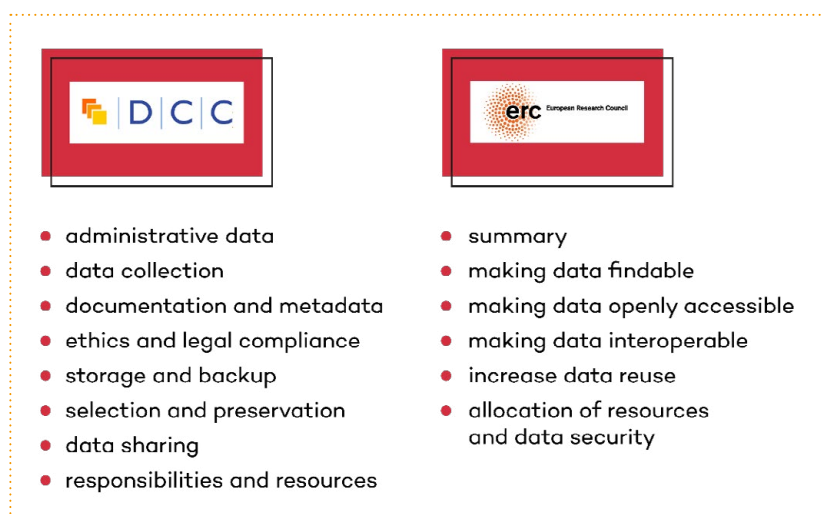 D|C|C
erc European Research Council
administrative data
data collection
documentation and metadata
ethics and legal compliance
storage and backup
selection and preservation
data sharing
responsibilities and resources
summary
making data findable
making data openly accessible
making data interoperable
increase data reuse
allocation of resources
and data security